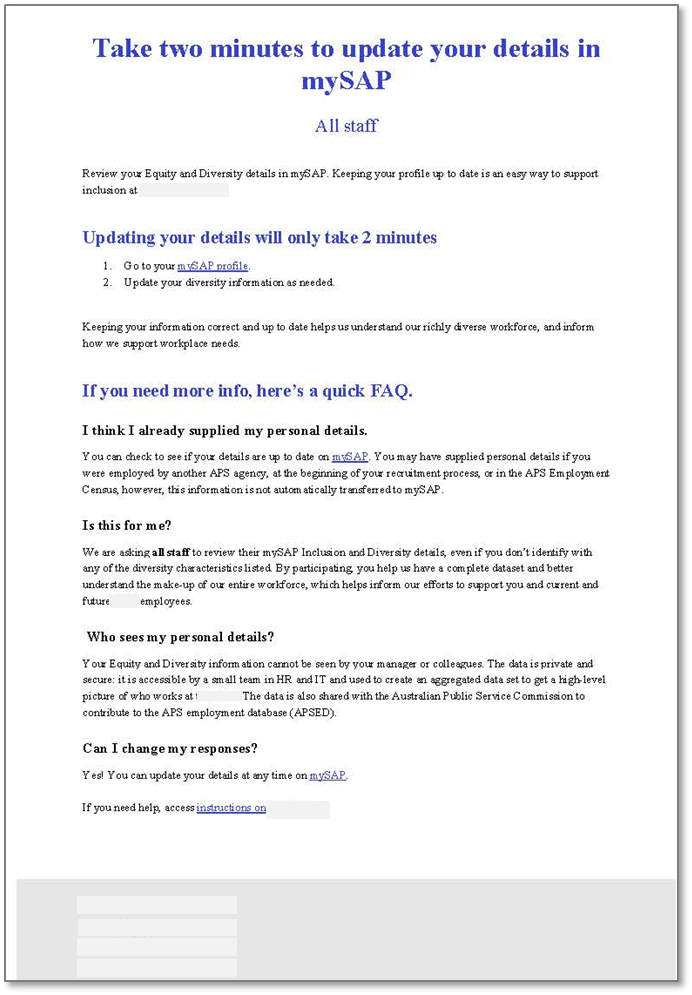 Take two minutes to update your details in
mySAP
All staff
Review your Equity and Diversity details in mySAP. Keeping your profile up to date is an easy way to support
inclusion at
Updating your details will only take 2 minutes
1. Go to your mySAP profile.
2. Update your diversity information as needed.
Keeping your information correct and up to date helps us understand our richly diverse workforce, and inform
how we support workplace needs.
If you need more info, here’s a quick FAQ.
I think I already supplied my personal details.
You can check to see if your details are up to date on mySAP. You may have supplied personal details if you
were employed by another APS agency, at the beginning of your recruitment process, or in the APS Employment
Census, however, this information is not automatically transferred to mySAP.
Is this for me?
We are asking all staff to review their mySAP Inclusion and Diversity details, even if you don’t identify with
any of the diversity characteristics listed. By participating, you help us have a complete dataset and better
understand the make-up of our entire workforce, which helps inform our efforts to support you and current and
future employees.
Who sees my personal details?
Your Equity and Diversity information cannot be seen by your manager or colleagues. The data is private and
secure: it is accessible by a small team in HR and IT and used to create an aggregated data set to get a high-level
picture of who works at The data is also shared with the Australian Public Service Commission to
contribute to the APS employment database (APSED).
Can I change my responses?
Yes! You can update your details at any time on mySAP.
If you need help, access instructions on